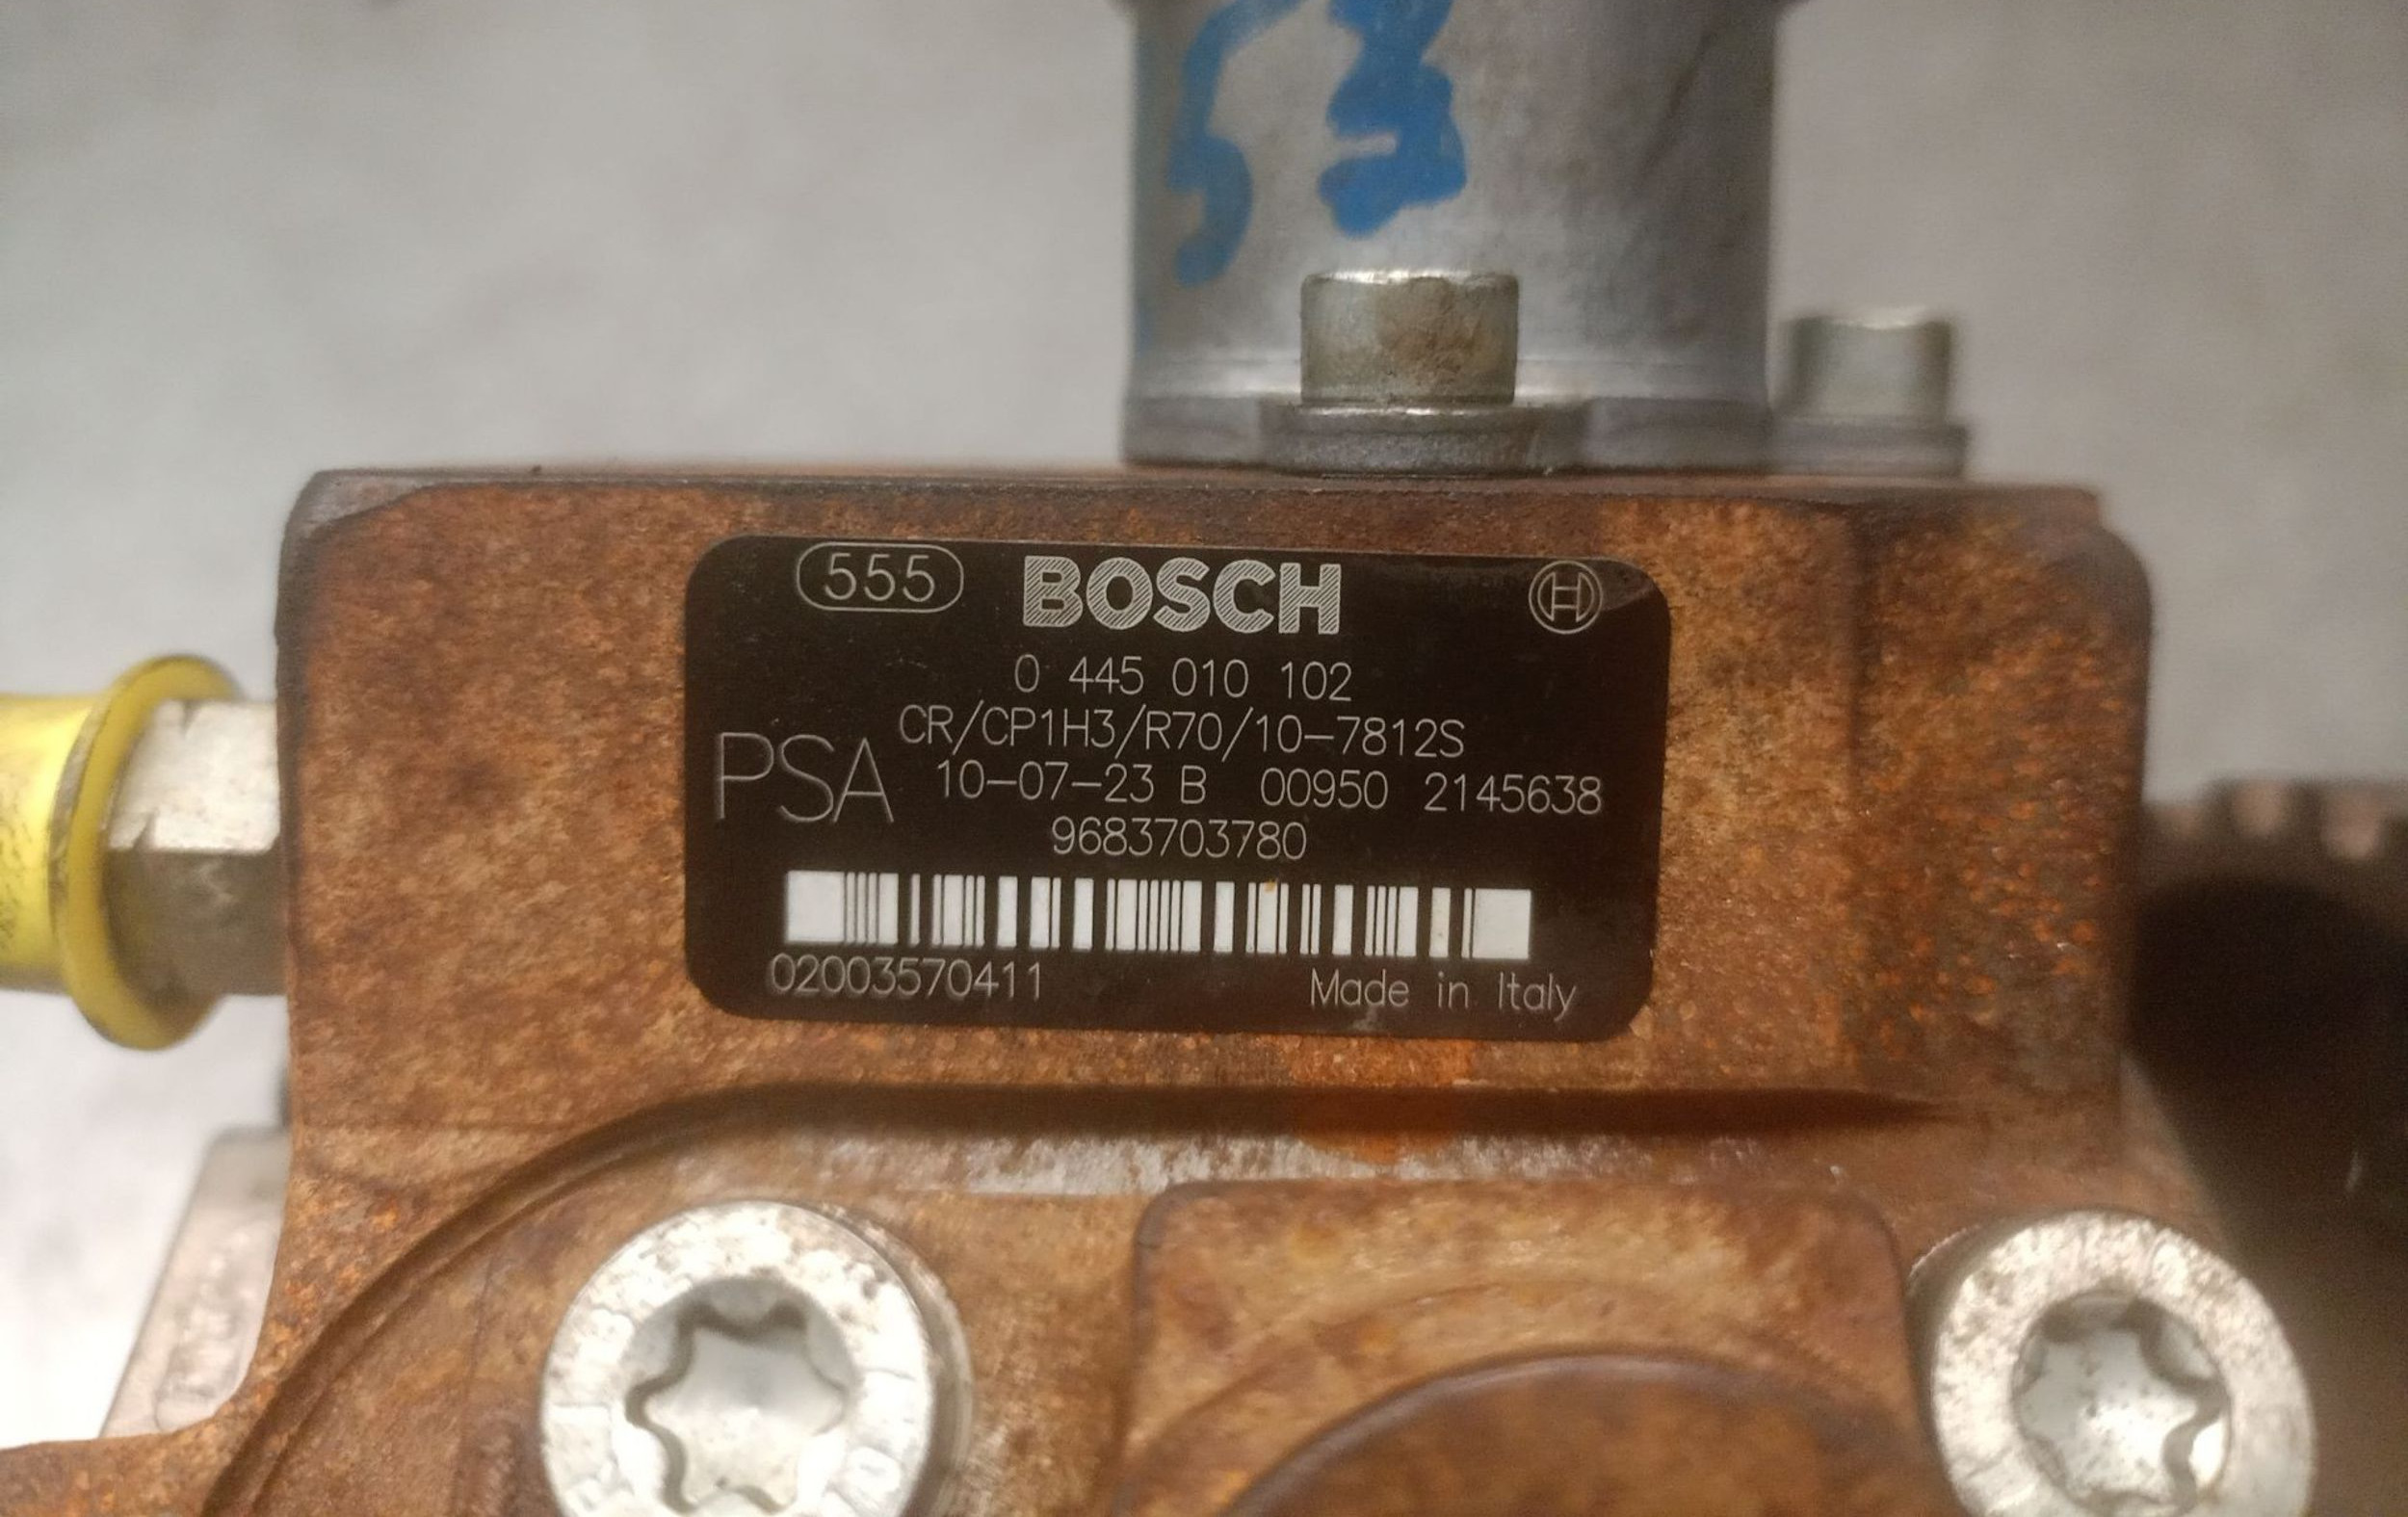 53
555 BOSCH
0 445 010 102
CR/CP1H3/R70/10-7812S
PSA 10-07-23 B 00950 2145638
9683703780
02003570411 Made in Italy